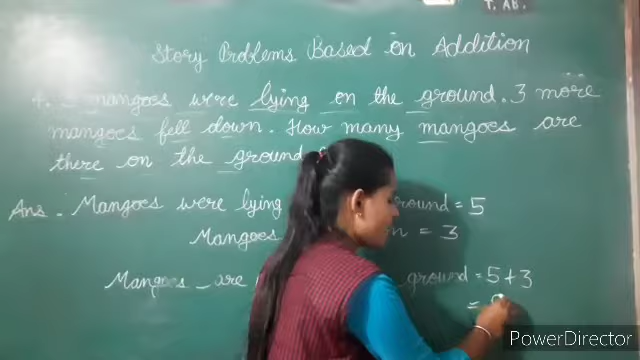 T. AB.
Story Problems Based on Addition
4. 5 mangoes were lying on the ground. 3 more
mangoes fell down. How many mangoes are
there on the ground
Ans. Mangoes were lying ground = 5
Mangoes = 3
Mangoes are ground = 5+3
=
PowerDirector